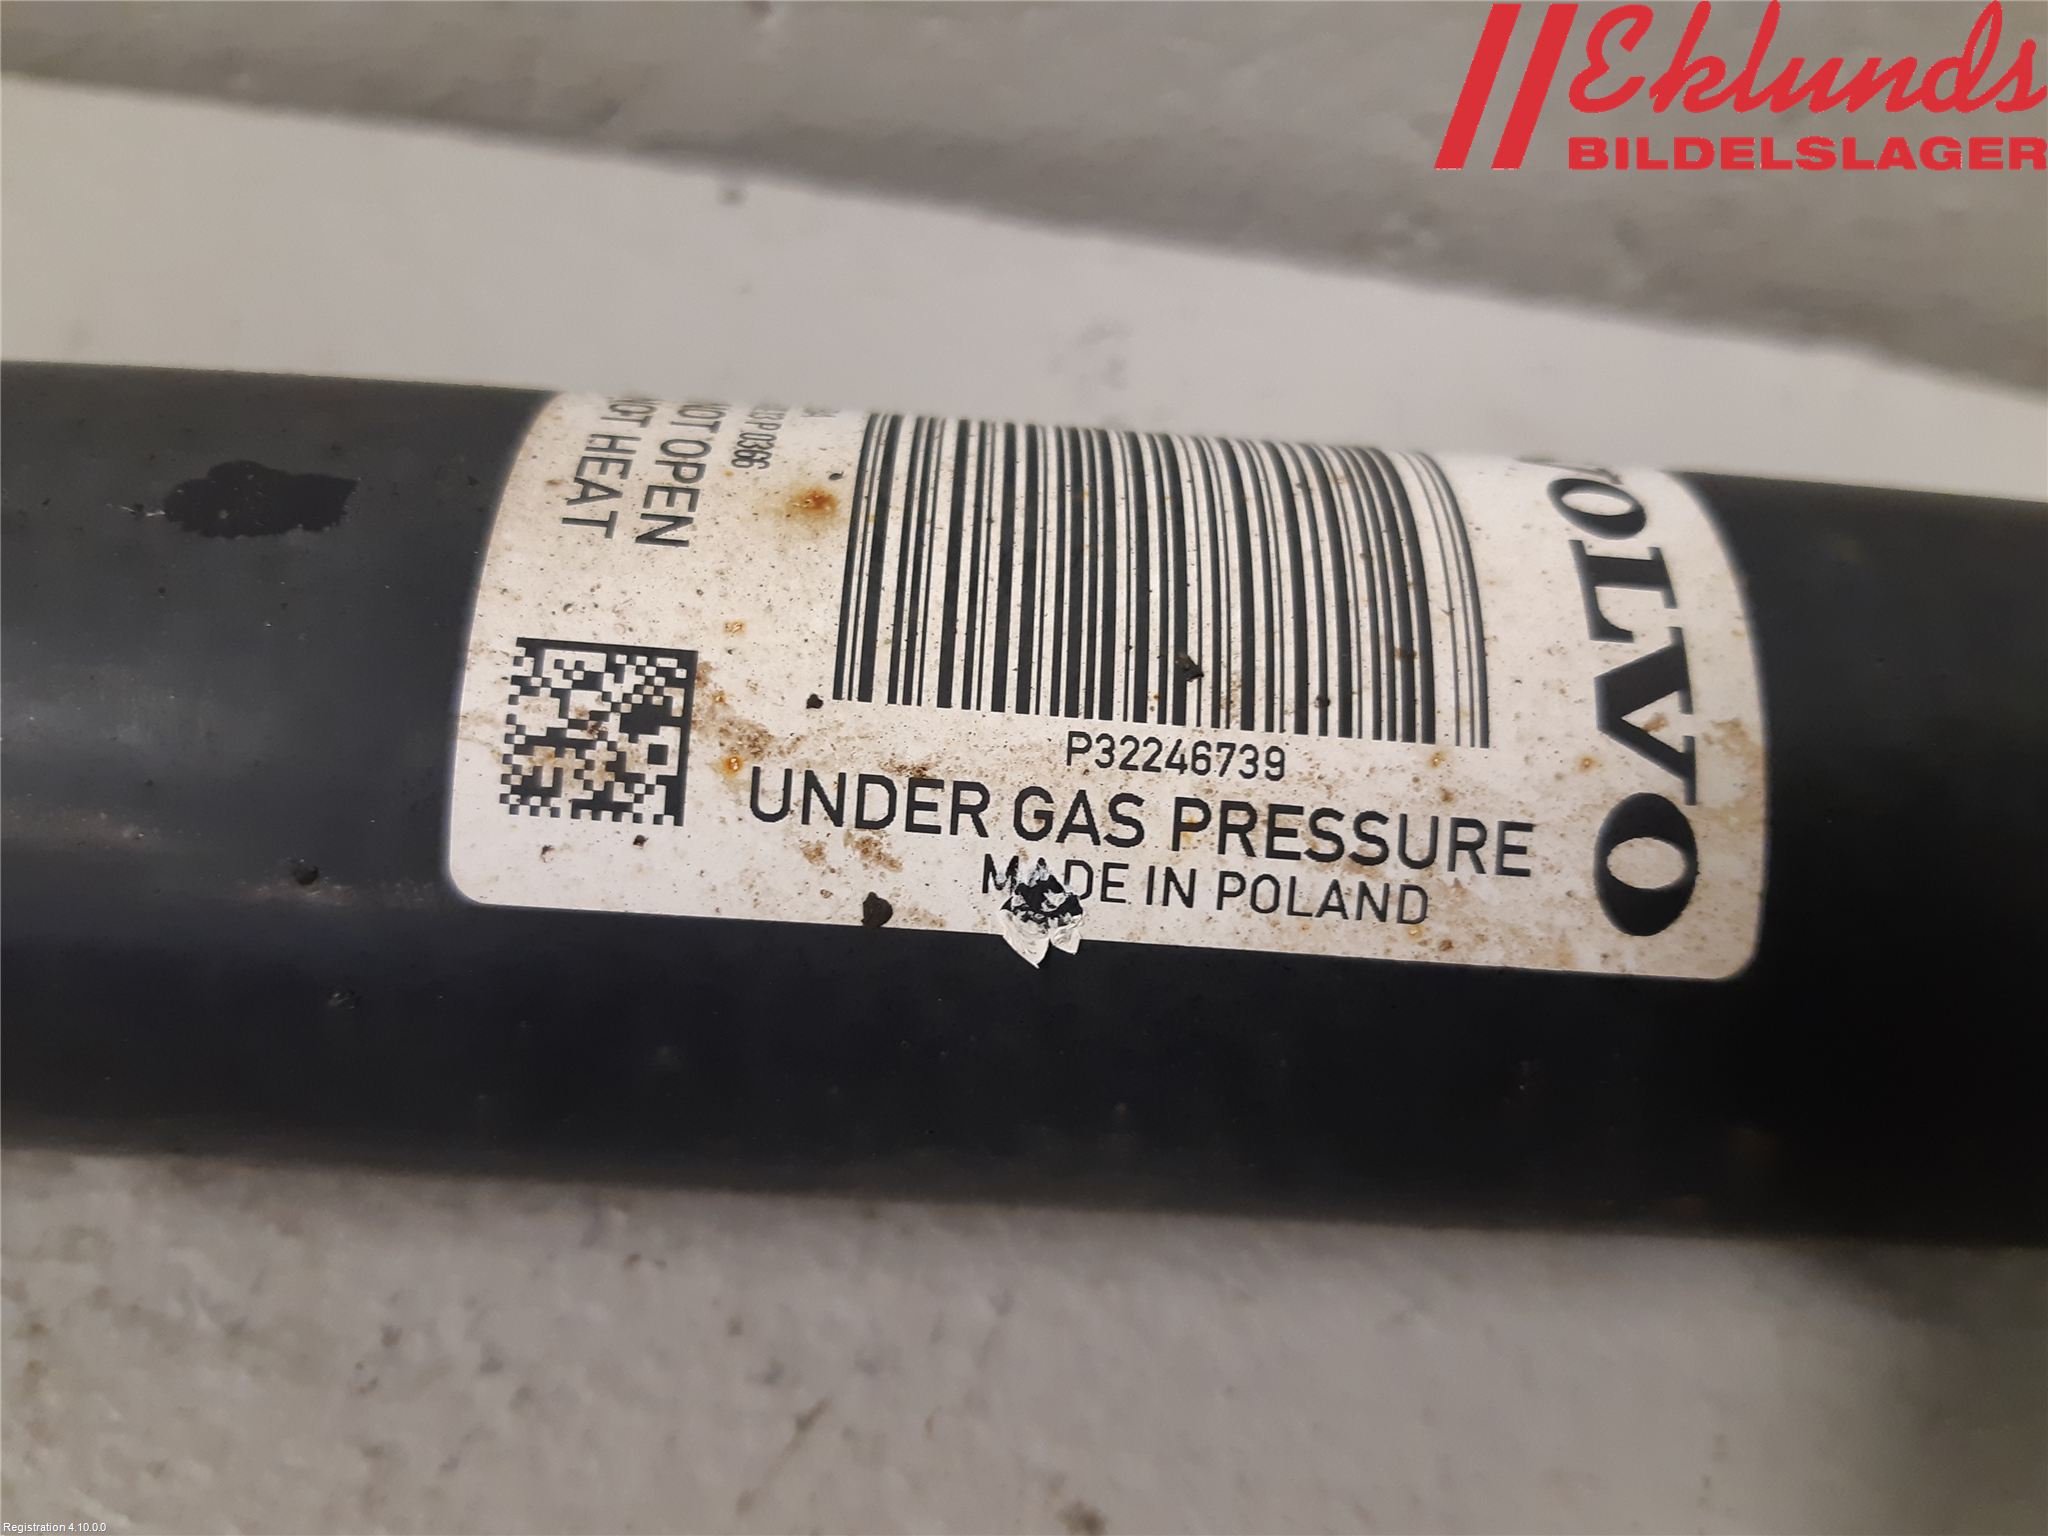 Eklunds
BILDELSLAGER
VOLVO
P32246739
UNDER GAS PRESSURE
MADE IN POLAND
P 0366
NOT OPEN
NOT HEAT
Registration 4.10.0.0